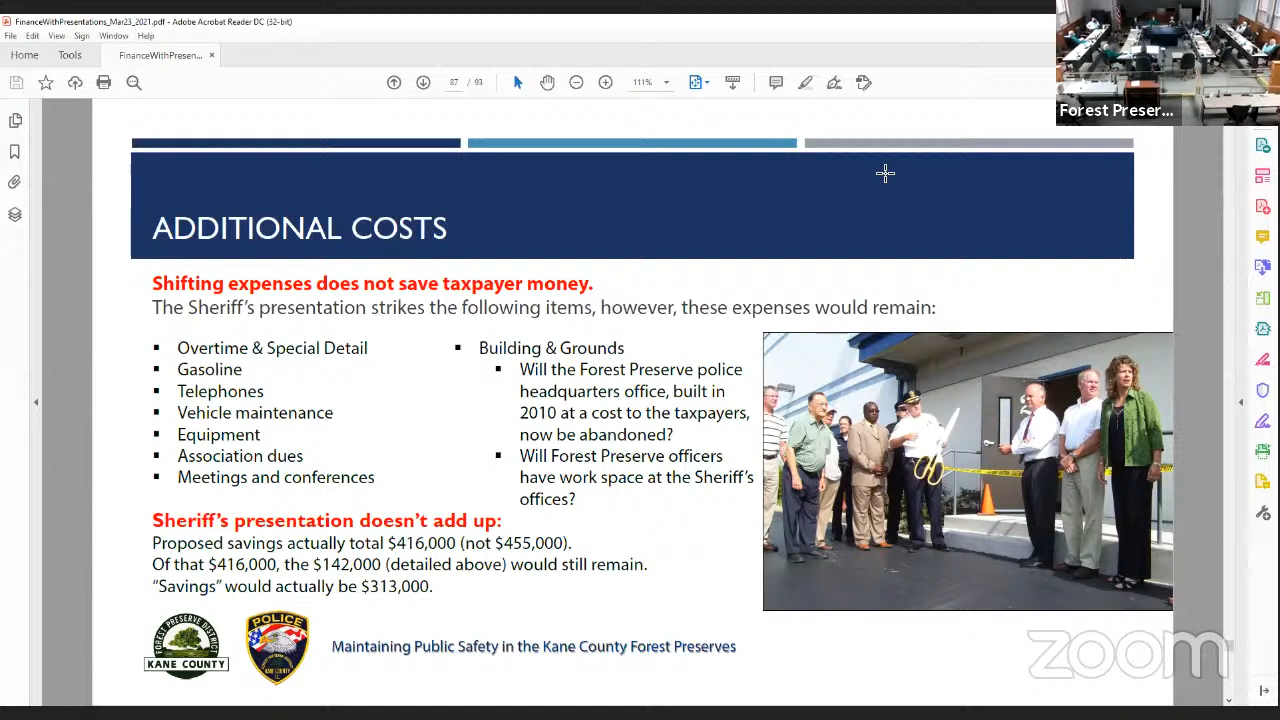 FinanceWithPresentations_Mar23_2021.pdf - Adobe Acrobat Reader DC (32-bit)
File Edit View Sign Window Help
Home Tools FinanceWithPresen... ×
87 / 93 111%
Forest Preser...
ADDITIONAL COSTS
Shifting expenses does not save taxpayer money.
The Sheriff's presentation strikes the following items, however, these expenses would remain:
▪ Overtime & Special Detail
▪ Gasoline
▪ Telephones
▪ Vehicle maintenance
▪ Equipment
▪ Association dues
▪ Meetings and conferences
▪ Building & Grounds
▪ Will the Forest Preserve police
headquarters office, built in
2010 at a cost to the taxpayers,
now be abandoned?
▪ Will Forest Preserve officers
have work space at the Sheriff's
offices?
Sheriff's presentation doesn't add up:
Proposed savings actually total $416,000 (not $455,000).
Of that $416,000, the $142,000 (detailed above) would still remain.
"Savings" would actually be $313,000.
FOREST PRESERVE DISTRICT
KANE COUNTY
POLICE
KANE COUNTY
Maintaining Public Safety in the Kane County Forest Preserves
zoom